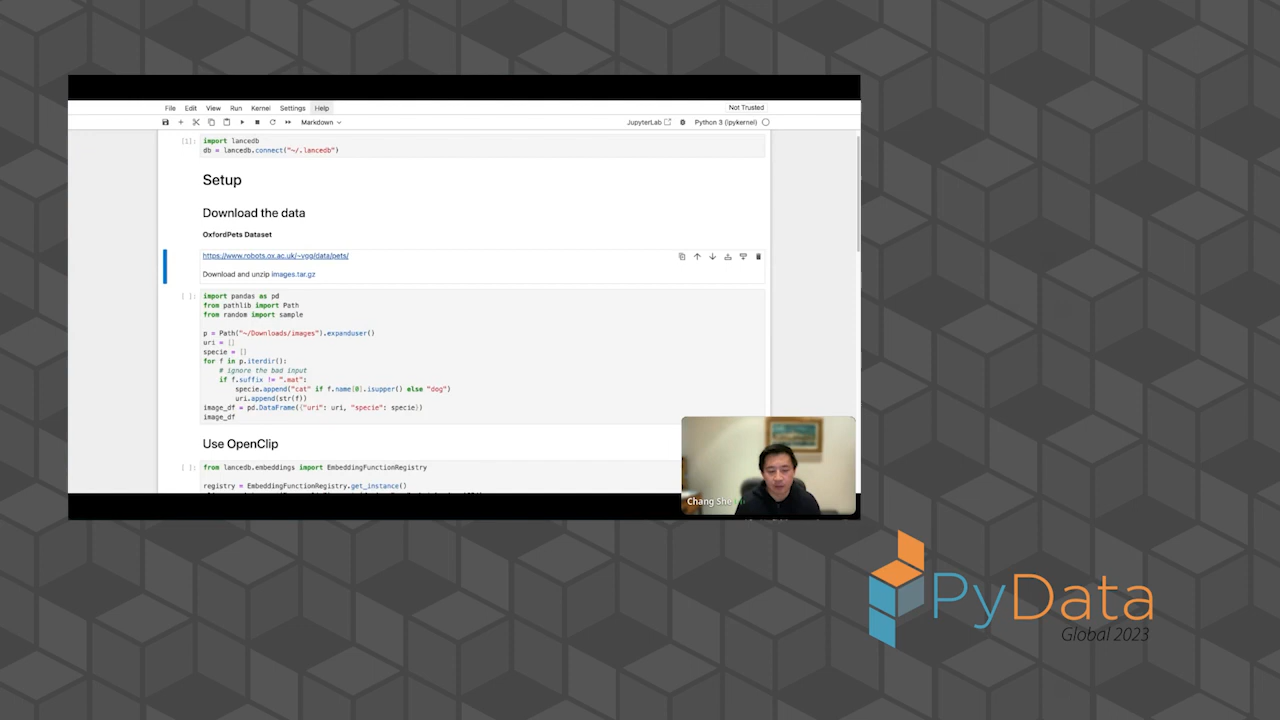 File Edit View Run Kernel Settings Help
Not Trusted
Markdown
JupyterLab
Python 3 (ipykernel)
[1]:
import lancedb
db = lancedb.connect("~/.lancedb")
Setup
Download the data
OxfordPets Dataset
https://www.robots.ox.ac.uk/~vgg/data/pets/
Download and unzip images.tar.gz
[ ]:
import pandas as pd
from pathlib import Path
from random import sample
p = Path("~/Downloads/images").expanduser()
uri = []
specie = []
for f in p.iterdir():
# ignore the bad input
if f.suffix != ".mat":
specie.append("cat" if f.name[0].isupper() else "dog")
uri.append(str(f))
image_df = pd.DataFrame({"uri": uri, "specie": specie})
image_df
Use OpenClip
[ ]:
from lancedb.embeddings import EmbeddingFunctionRegistry
registry = EmbeddingFunctionRegistry.get_instance()
Chang She
PyData
Global 2023